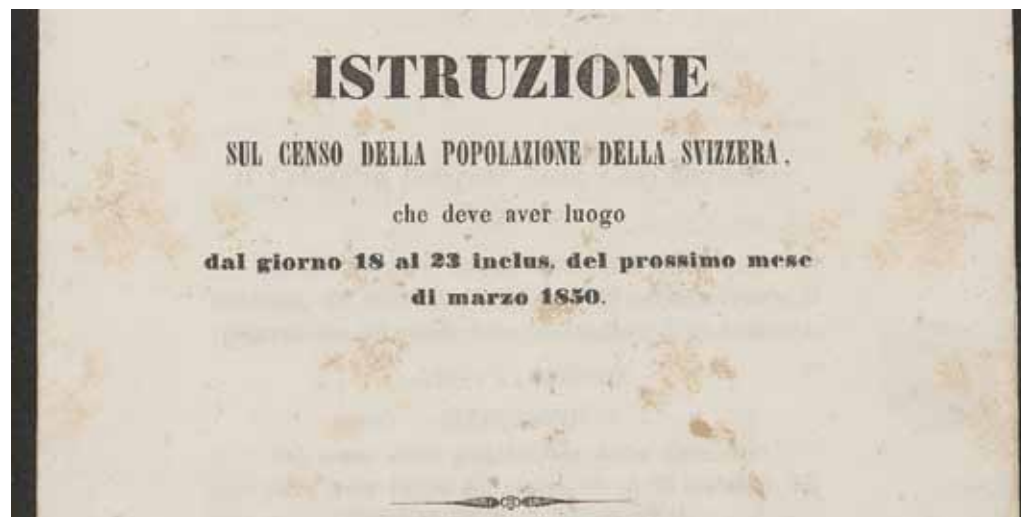 ISTRUZIONE
SUL CENSO DELLA POPOLAZIONE DELLA SVIZZERA,
che deve aver luogo
dal giorno 18 al 23 inclus. del prossimo mese
di marzo 1850.